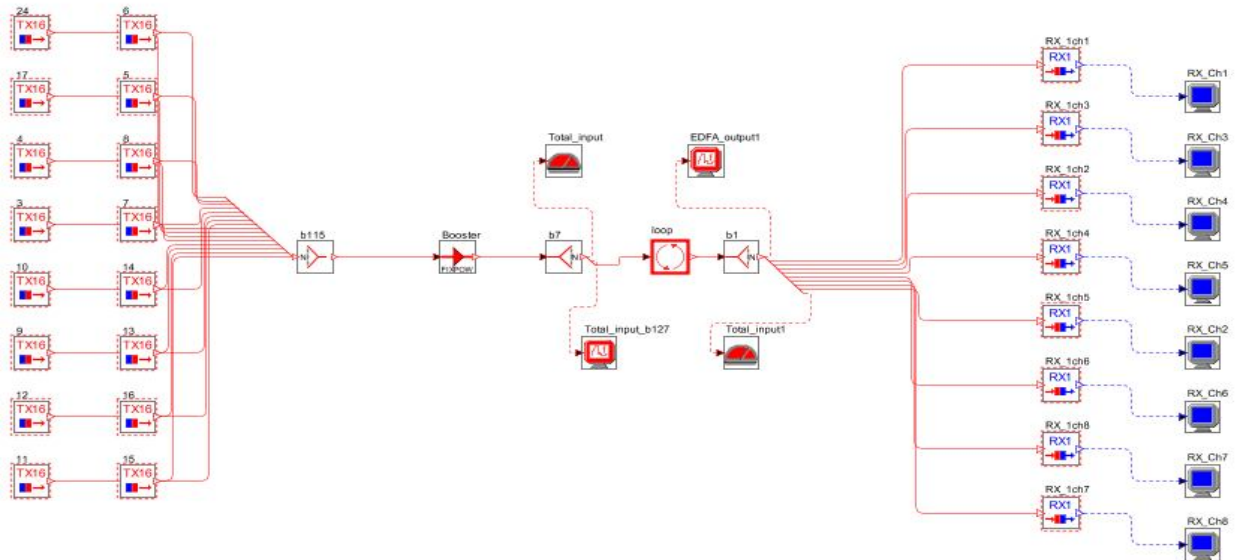 24
6
TX16
TX16
17
5
TX16
TX16
4
8
TX16
TX16
3
7
TX16
TX16
10
14
TX16
TX16
9
13
TX16
TX16
12
16
TX16
TX16
11
15
TX16
TX16
b115
N
Booster
FIXPOW
Total_input
b7
IN
Total_input_b127
loop
EDFA_output1
b1
IN
Total_input1
RX_1ch1
RX1
RX_Ch1
RX_1ch3
RX1
RX_Ch3
RX_1ch2
RX1
RX_Ch4
RX_1ch4
RX1
RX_Ch5
RX_1ch5
RX1
RX_Ch2
RX_1ch6
RX1
RX_Ch6
RX_1ch8
RX1
RX_Ch7
RX_1ch7
RX1
RX_Ch8